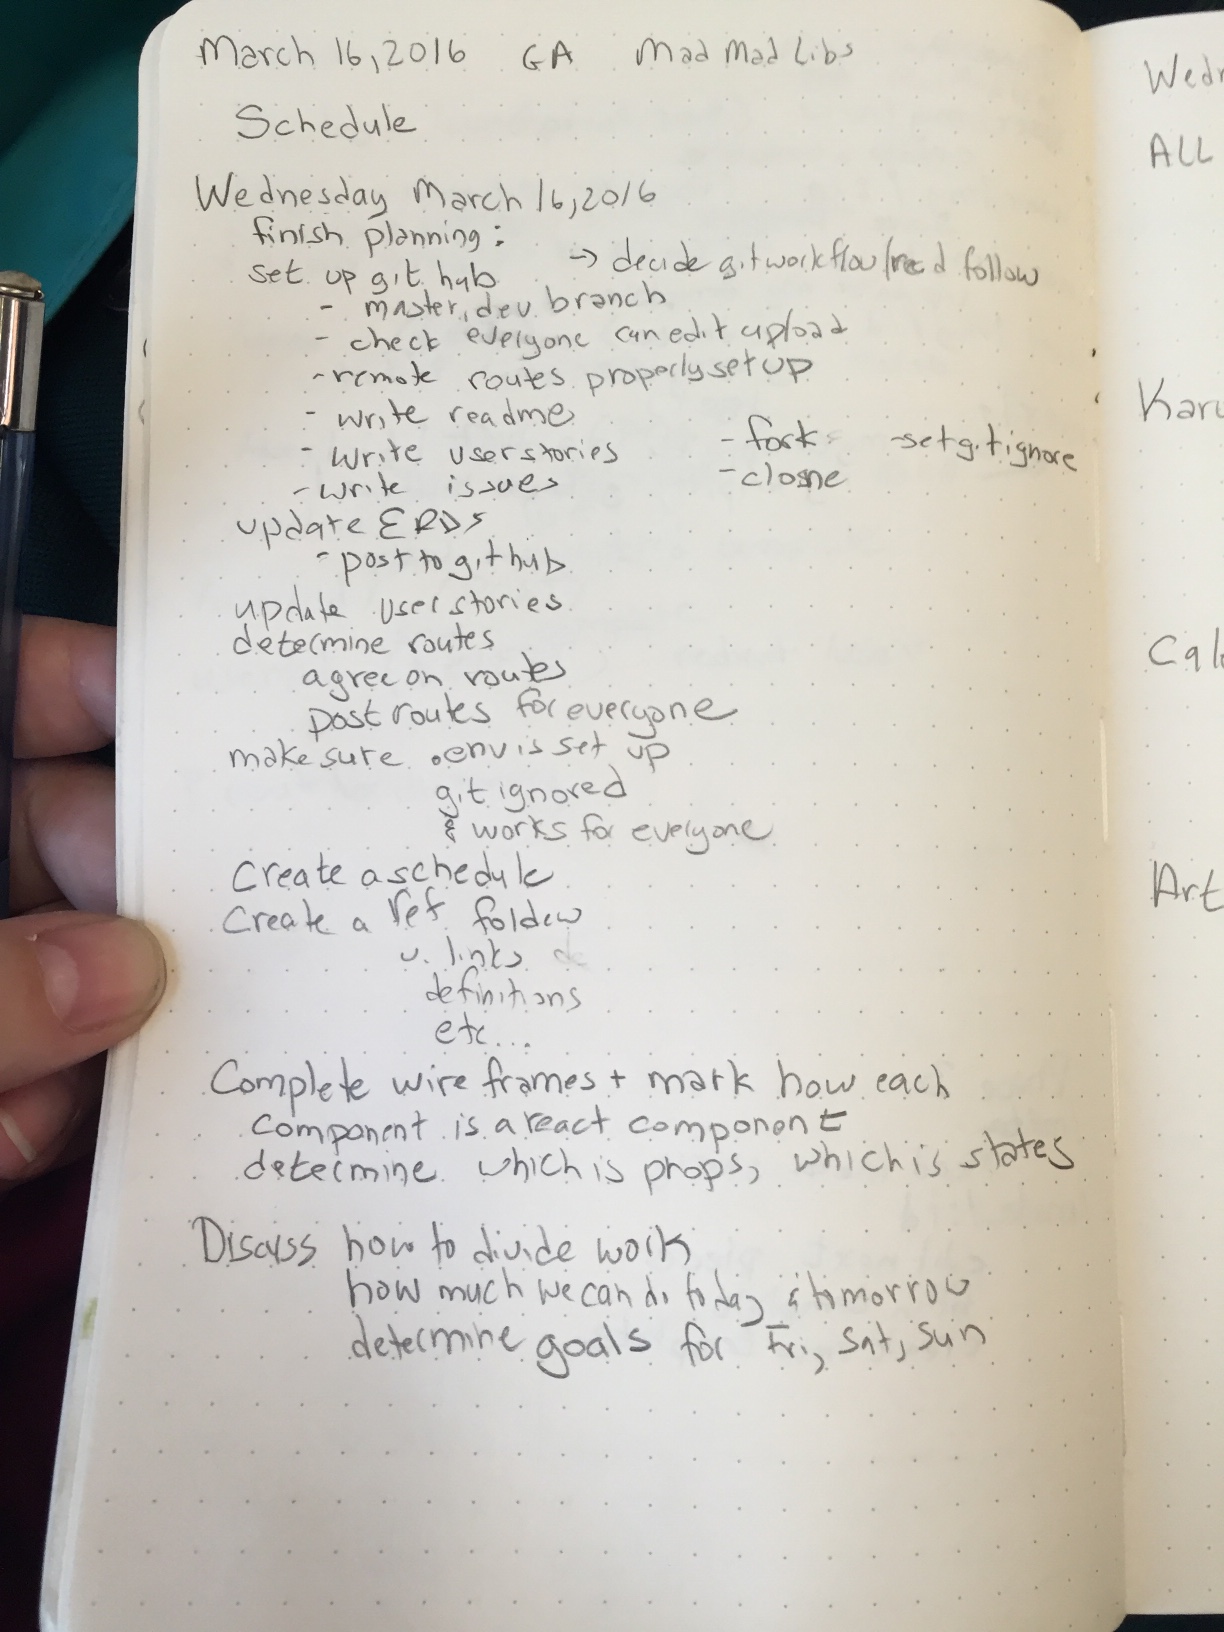 March 16, 2016 GA Mad Mad Libs
Schedule
Wednesday March 16, 2016
finish planning:
set up git hub → decide git workflow/read follow
- master, dev branch
- check everyone can edit upload
- remote routes properly set up
- write readme
- write user stories - fork - set gitignore
- write issues - clone
update ERDs
- post to github
update user stories
determine routes
agree on routes
post routes for everyone
make sure .env is set up
git ignored
& works for everyone
Create a schedule
Create a ref folder
w. links
definitions
etc...
Complete wire frames + mark how each
component is a react component
determine which is props, which is states
Discuss how to divide work
how much we can do today & tomorrow
determine goals for Fri, Sat, Sun
Wedn
ALL
Karu
Art